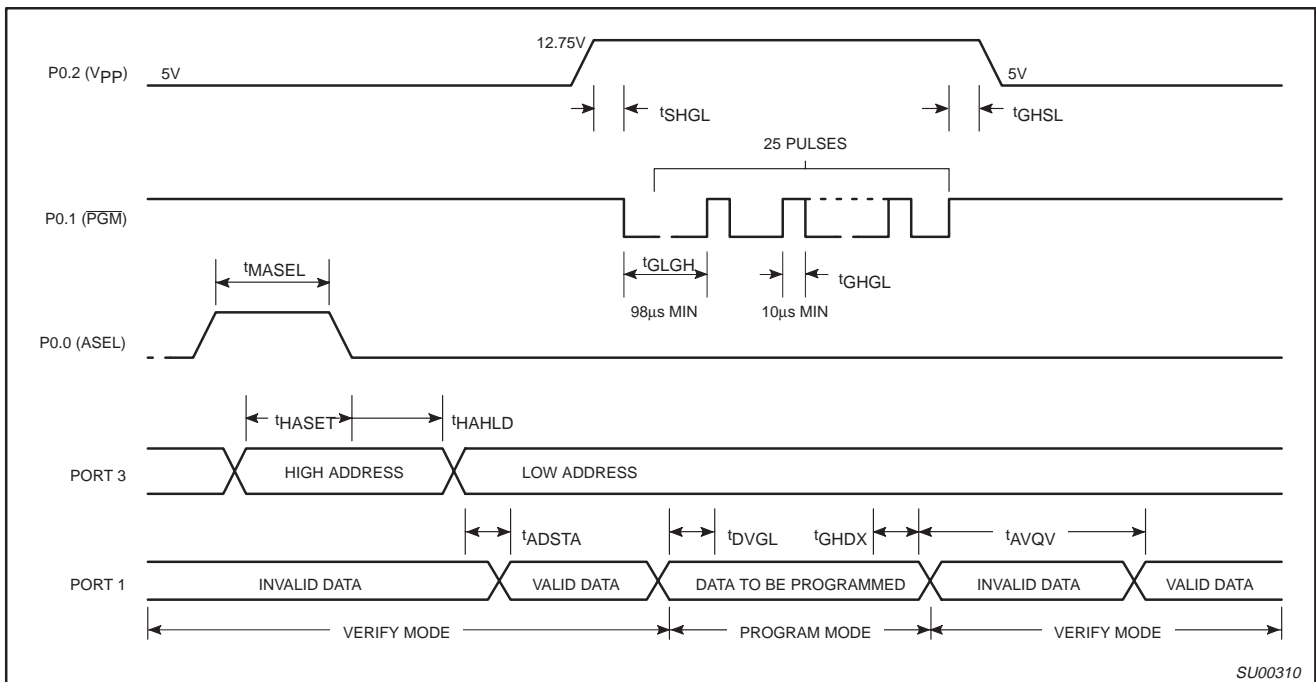 12.75V
P0.2 (VPP)
5V
5V
tSHGL
tGHSL
25 PULSES
P0.1 (P̅G̅M̅)
tMASEL
tGLGH
tGHGL
98µs MIN
10µs MIN
P0.0 (ASEL)
tHASET
tHAHLD
PORT 3
HIGH ADDRESS
LOW ADDRESS
tADSTA
tDVGL
tGHDX
tAVQV
PORT 1
INVALID DATA
VALID DATA
DATA TO BE PROGRAMMED
INVALID DATA
VALID DATA
VERIFY MODE
PROGRAM MODE
VERIFY MODE
SU00310